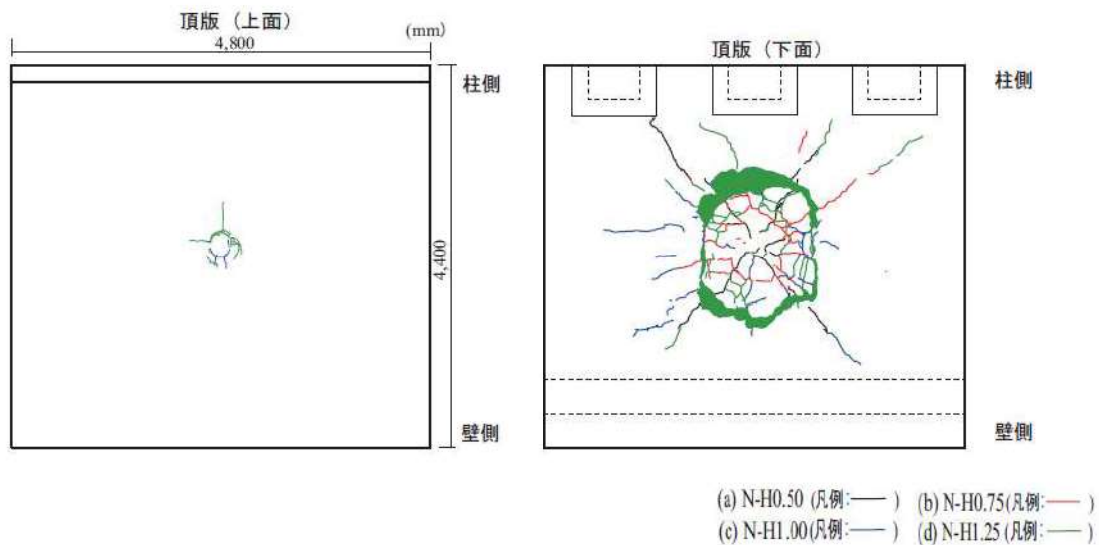 頂版（上面）
(mm)
4,800
柱側
4,400
壁側
頂版（下面）
柱側
壁側
(a) N-H0.50 (凡例:—— ) (b) N-H0.75(凡例:—— )
(c) N-H1.00(凡例:—— ) (d) N-H1.25(凡例:—— )